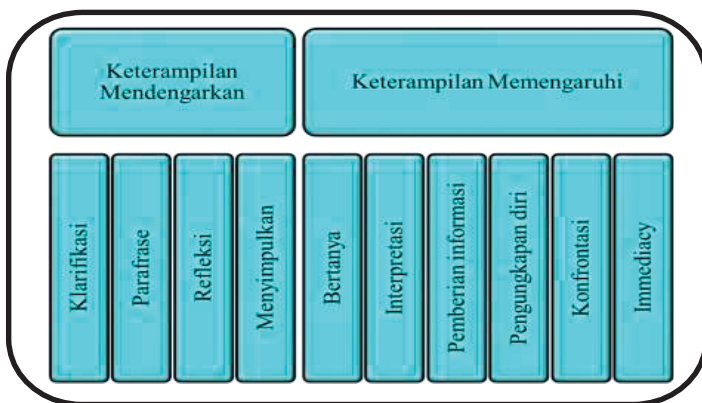 Keterampilan
Mendengarkan
Keterampilan Memengaruhi
Klarifikasi
Parafrase
Refleksi
Menyimpulkan
Bertanya
Interpretasi
Pemberian informasi
Pengungkapan diri
Konfrontasi
Immediacy